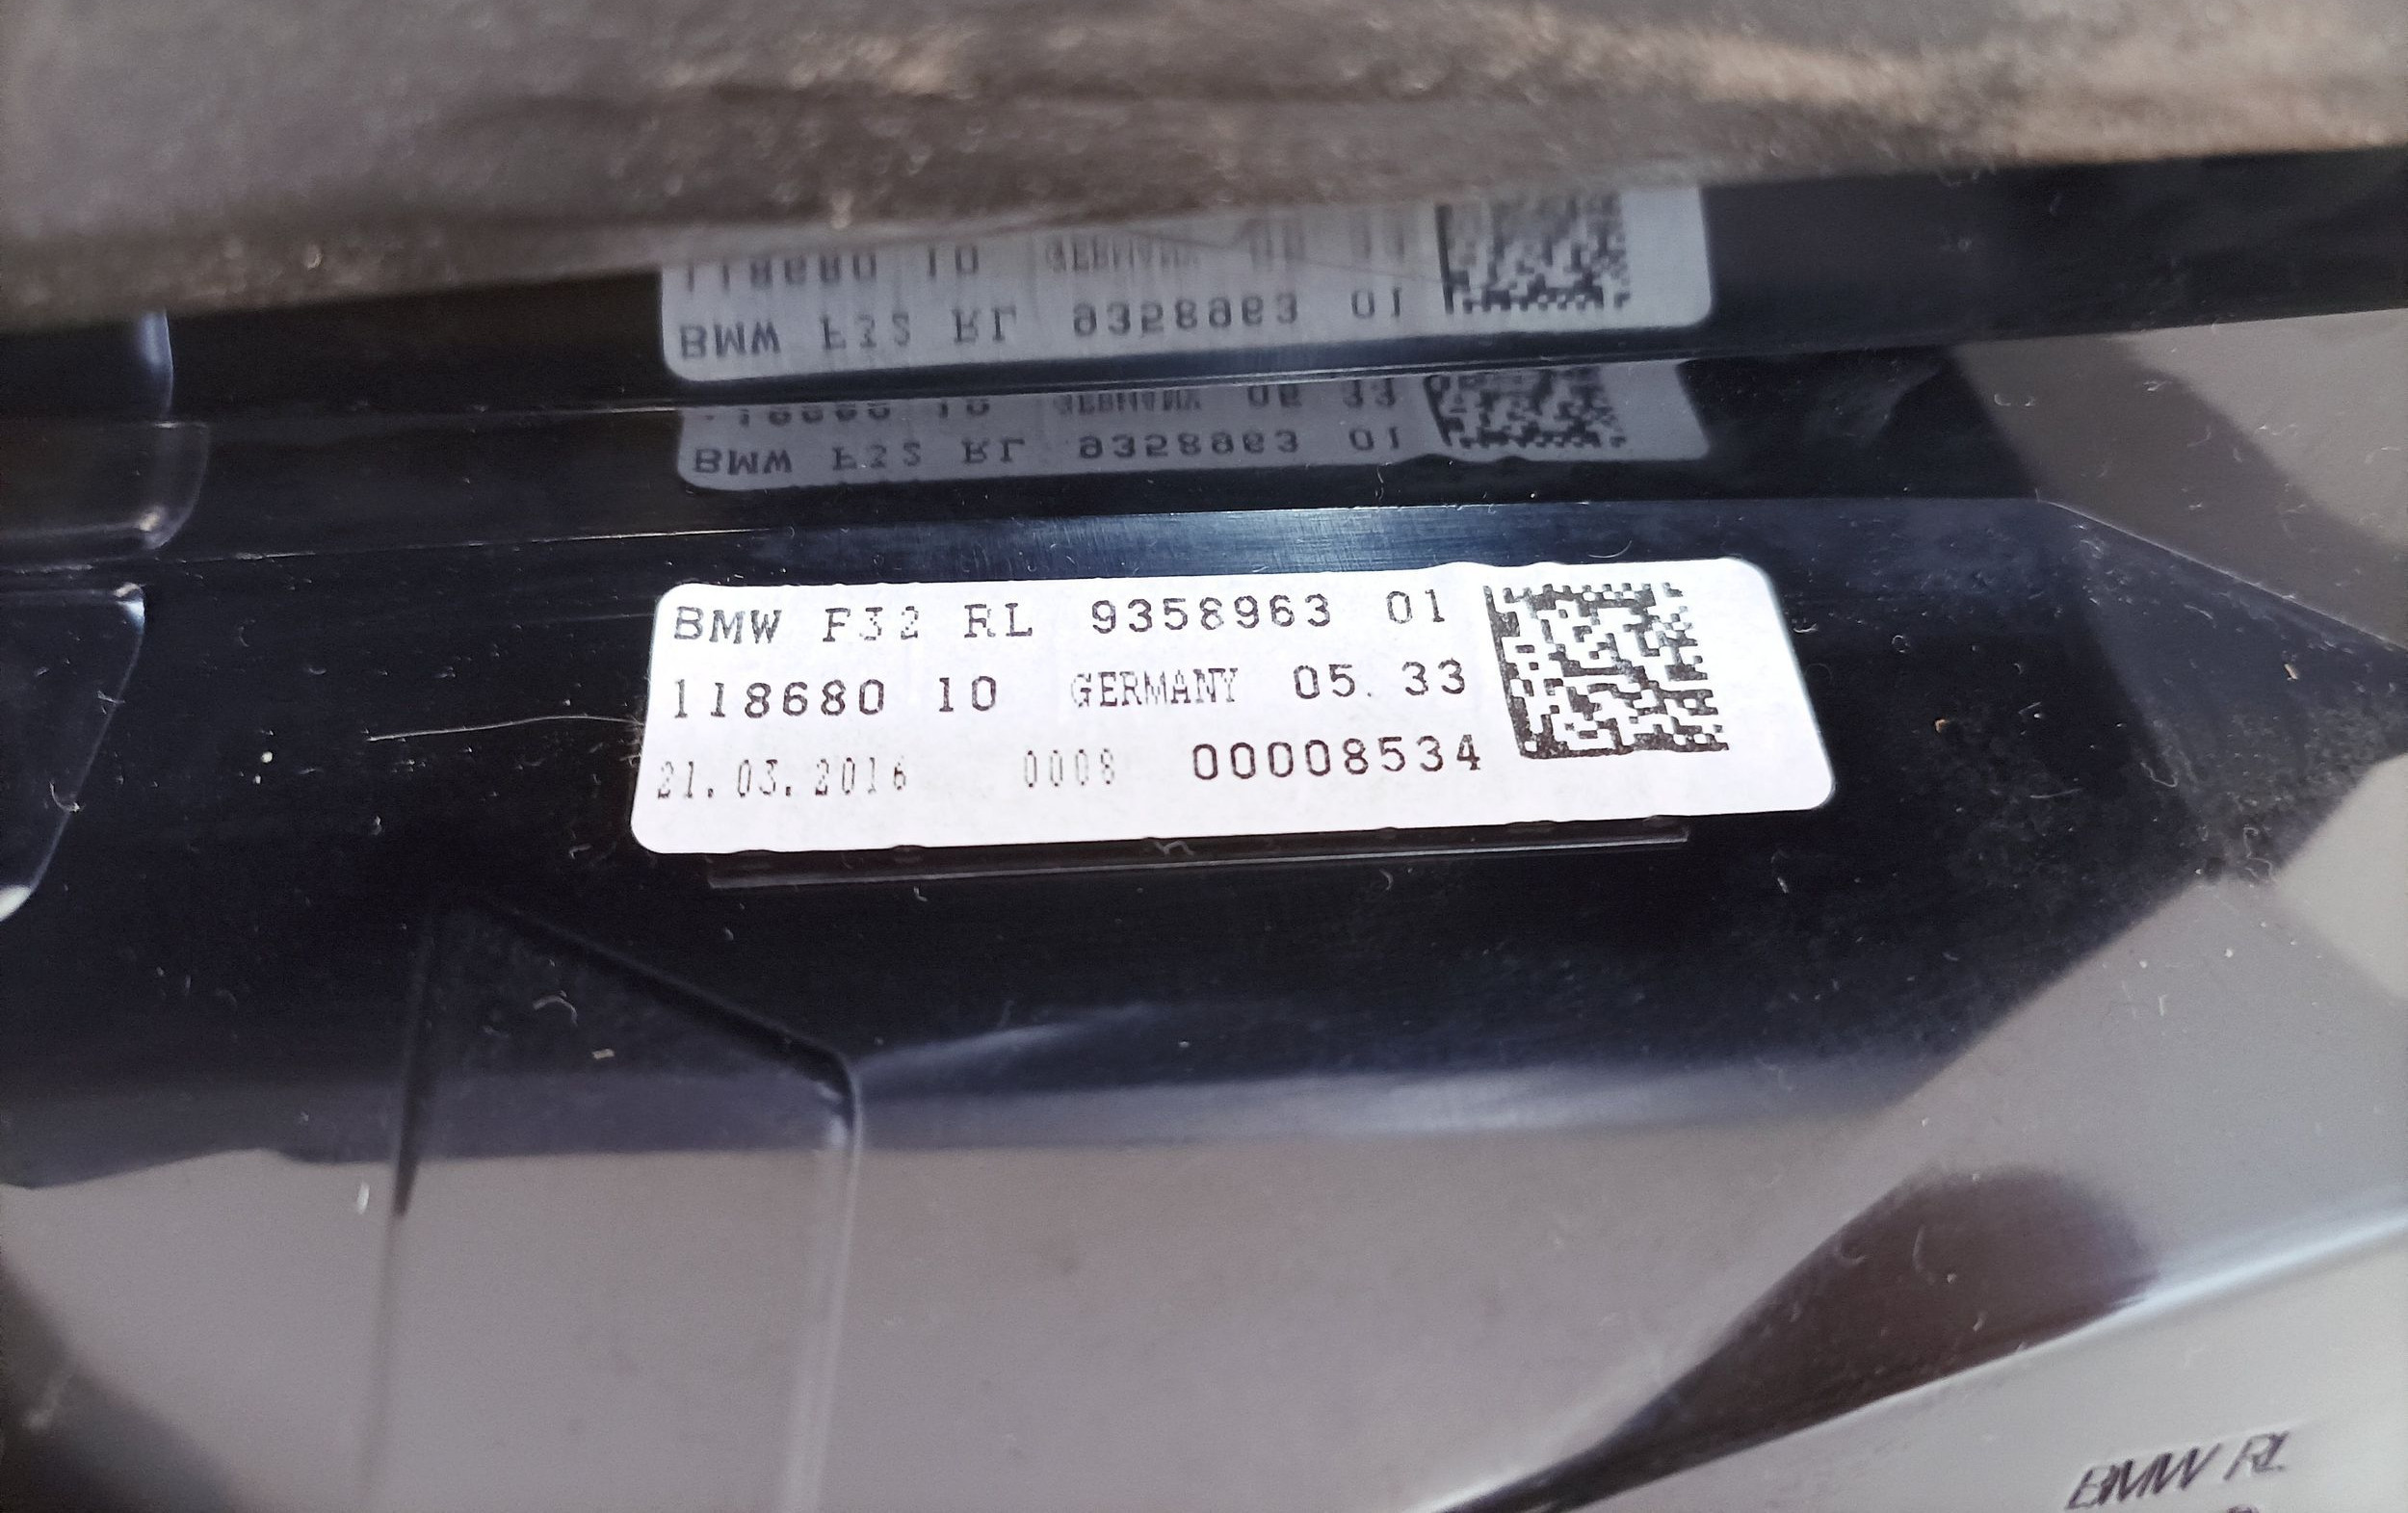 BMW F32 RL 9358963 01
118680 10 GERMANY 05. 33
21.03.2016 0008 00008534
BMW RL